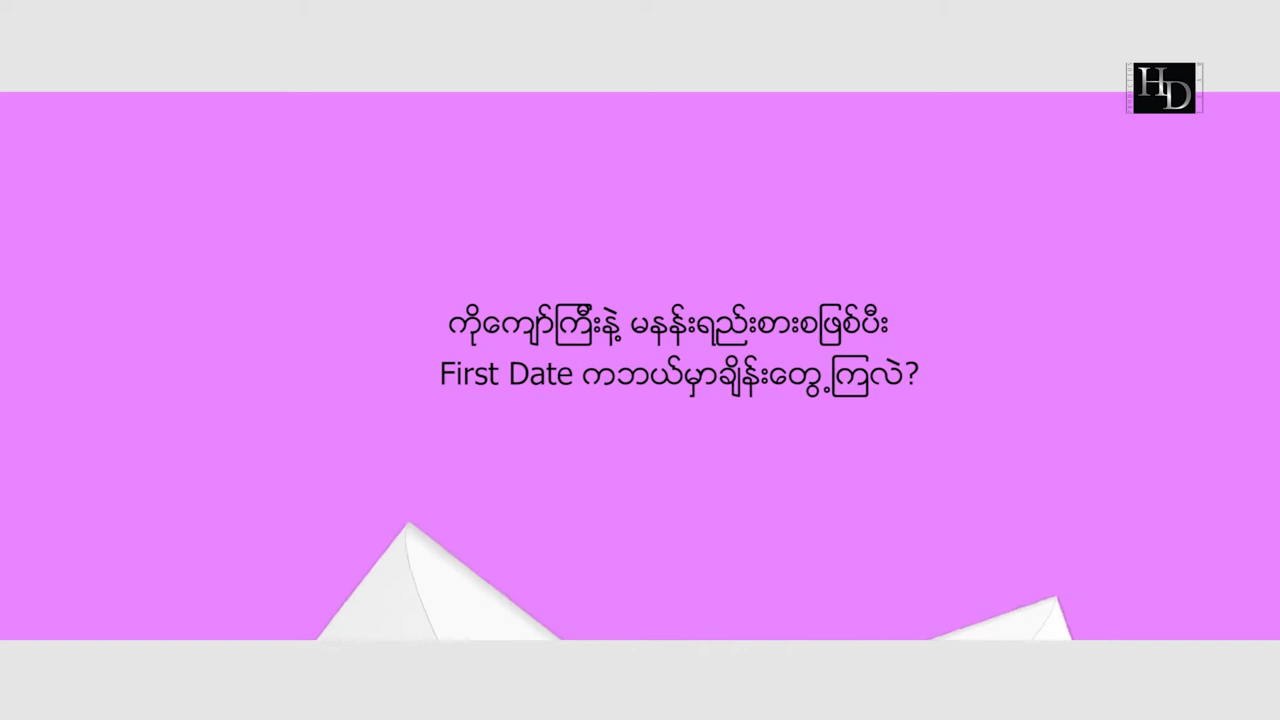 HD
ကိုကျော်ကြီးနဲ့ မနန်းရည်းစားစဖြစ်ပီး
First Date ကဘယ်မှာချိန်းတွေ့ကြလဲ?